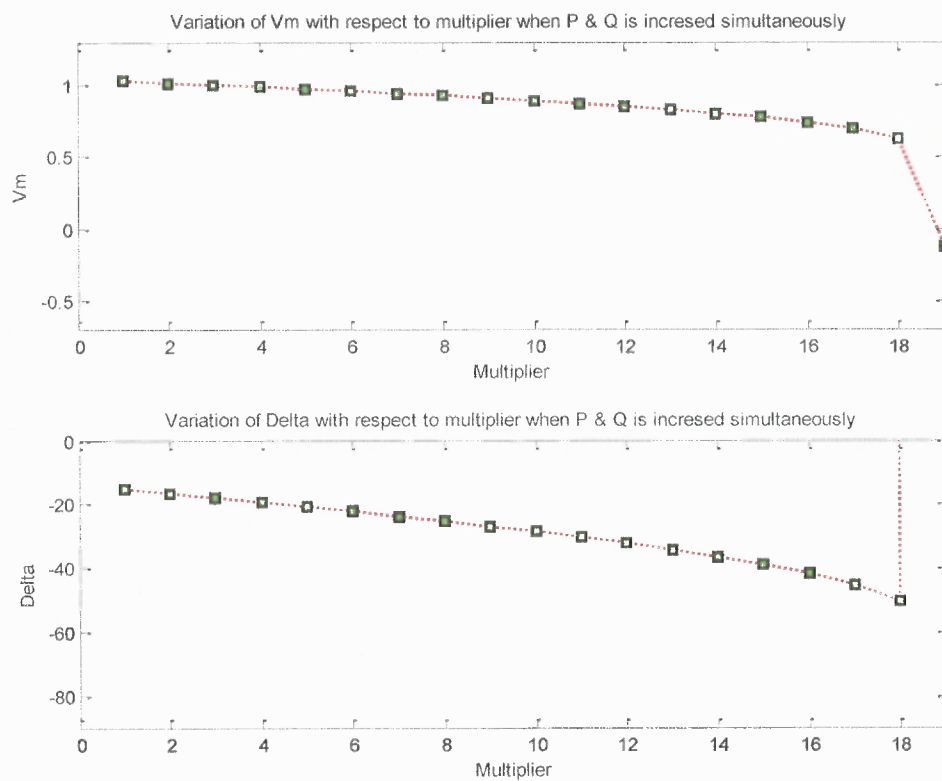 Variation of Vm with respect to multiplier when P & Q is incresed simultaneously
1
0.5
0
-0.5
Vm
0 2 4 6 8 10 12 14 16 18
Multiplier
Variation of Delta with respect to multiplier when P & Q is incresed simultaneously
0
-20
-40
-60
-80
Delta
0 2 4 6 8 10 12 14 16 18
Multiplier